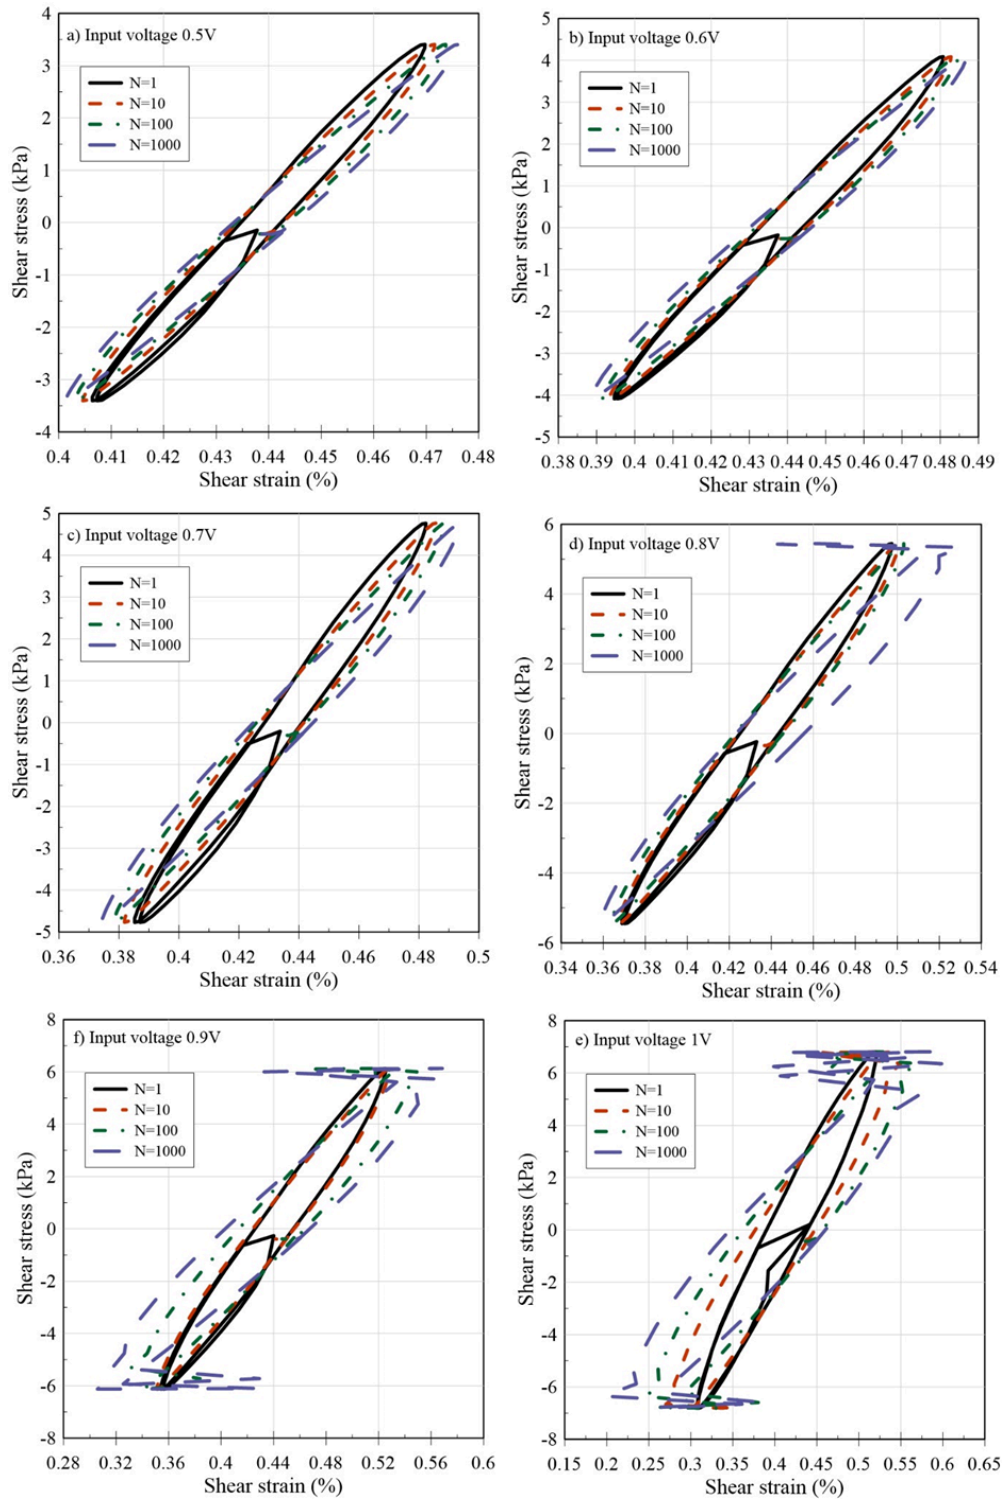 a) Input voltage 0.5V
N=1
N=10
N=100
N=1000
Shear stress (kPa)
4
3
2
1
0
-1
-2
-3
-4
0.4 0.41 0.42 0.43 0.44 0.45 0.46 0.47 0.48
Shear strain (%)
b) Input voltage 0.6V
N=1
N=10
N=100
N=1000
Shear stress (kPa)
5
4
3
2
1
0
-1
-2
-3
-4
-5
0.38 0.39 0.4 0.41 0.42 0.43 0.44 0.45 0.46 0.47 0.48 0.49
Shear strain (%)
c) Input voltage 0.7V
N=1
N=10
N=100
N=1000
Shear stress (kPa)
5
4
3
2
1
0
-1
-2
-3
-4
-5
0.36 0.38 0.4 0.42 0.44 0.46 0.48 0.5
Shear strain (%)
d) Input voltage 0.8V
N=1
N=10
N=100
N=1000
Shear stress (kPa)
6
4
2
0
-2
-4
-6
0.34 0.36 0.38 0.4 0.42 0.44 0.46 0.48 0.5 0.52 0.54
Shear strain (%)
f) Input voltage 0.9V
N=1
N=10
N=100
N=1000
Shear stress (kPa)
8
6
4
2
0
-2
-4
-6
-8
0.28 0.32 0.36 0.4 0.44 0.48 0.52 0.56 0.6
Shear strain (%)
e) Input voltage 1V
N=1
N=10
N=100
N=1000
Shear stress (kPa)
8
6
4
2
0
-2
-4
-6
-8
0.15 0.2 0.25 0.3 0.35 0.4 0.45 0.5 0.55 0.6 0.65
Shear strain (%)